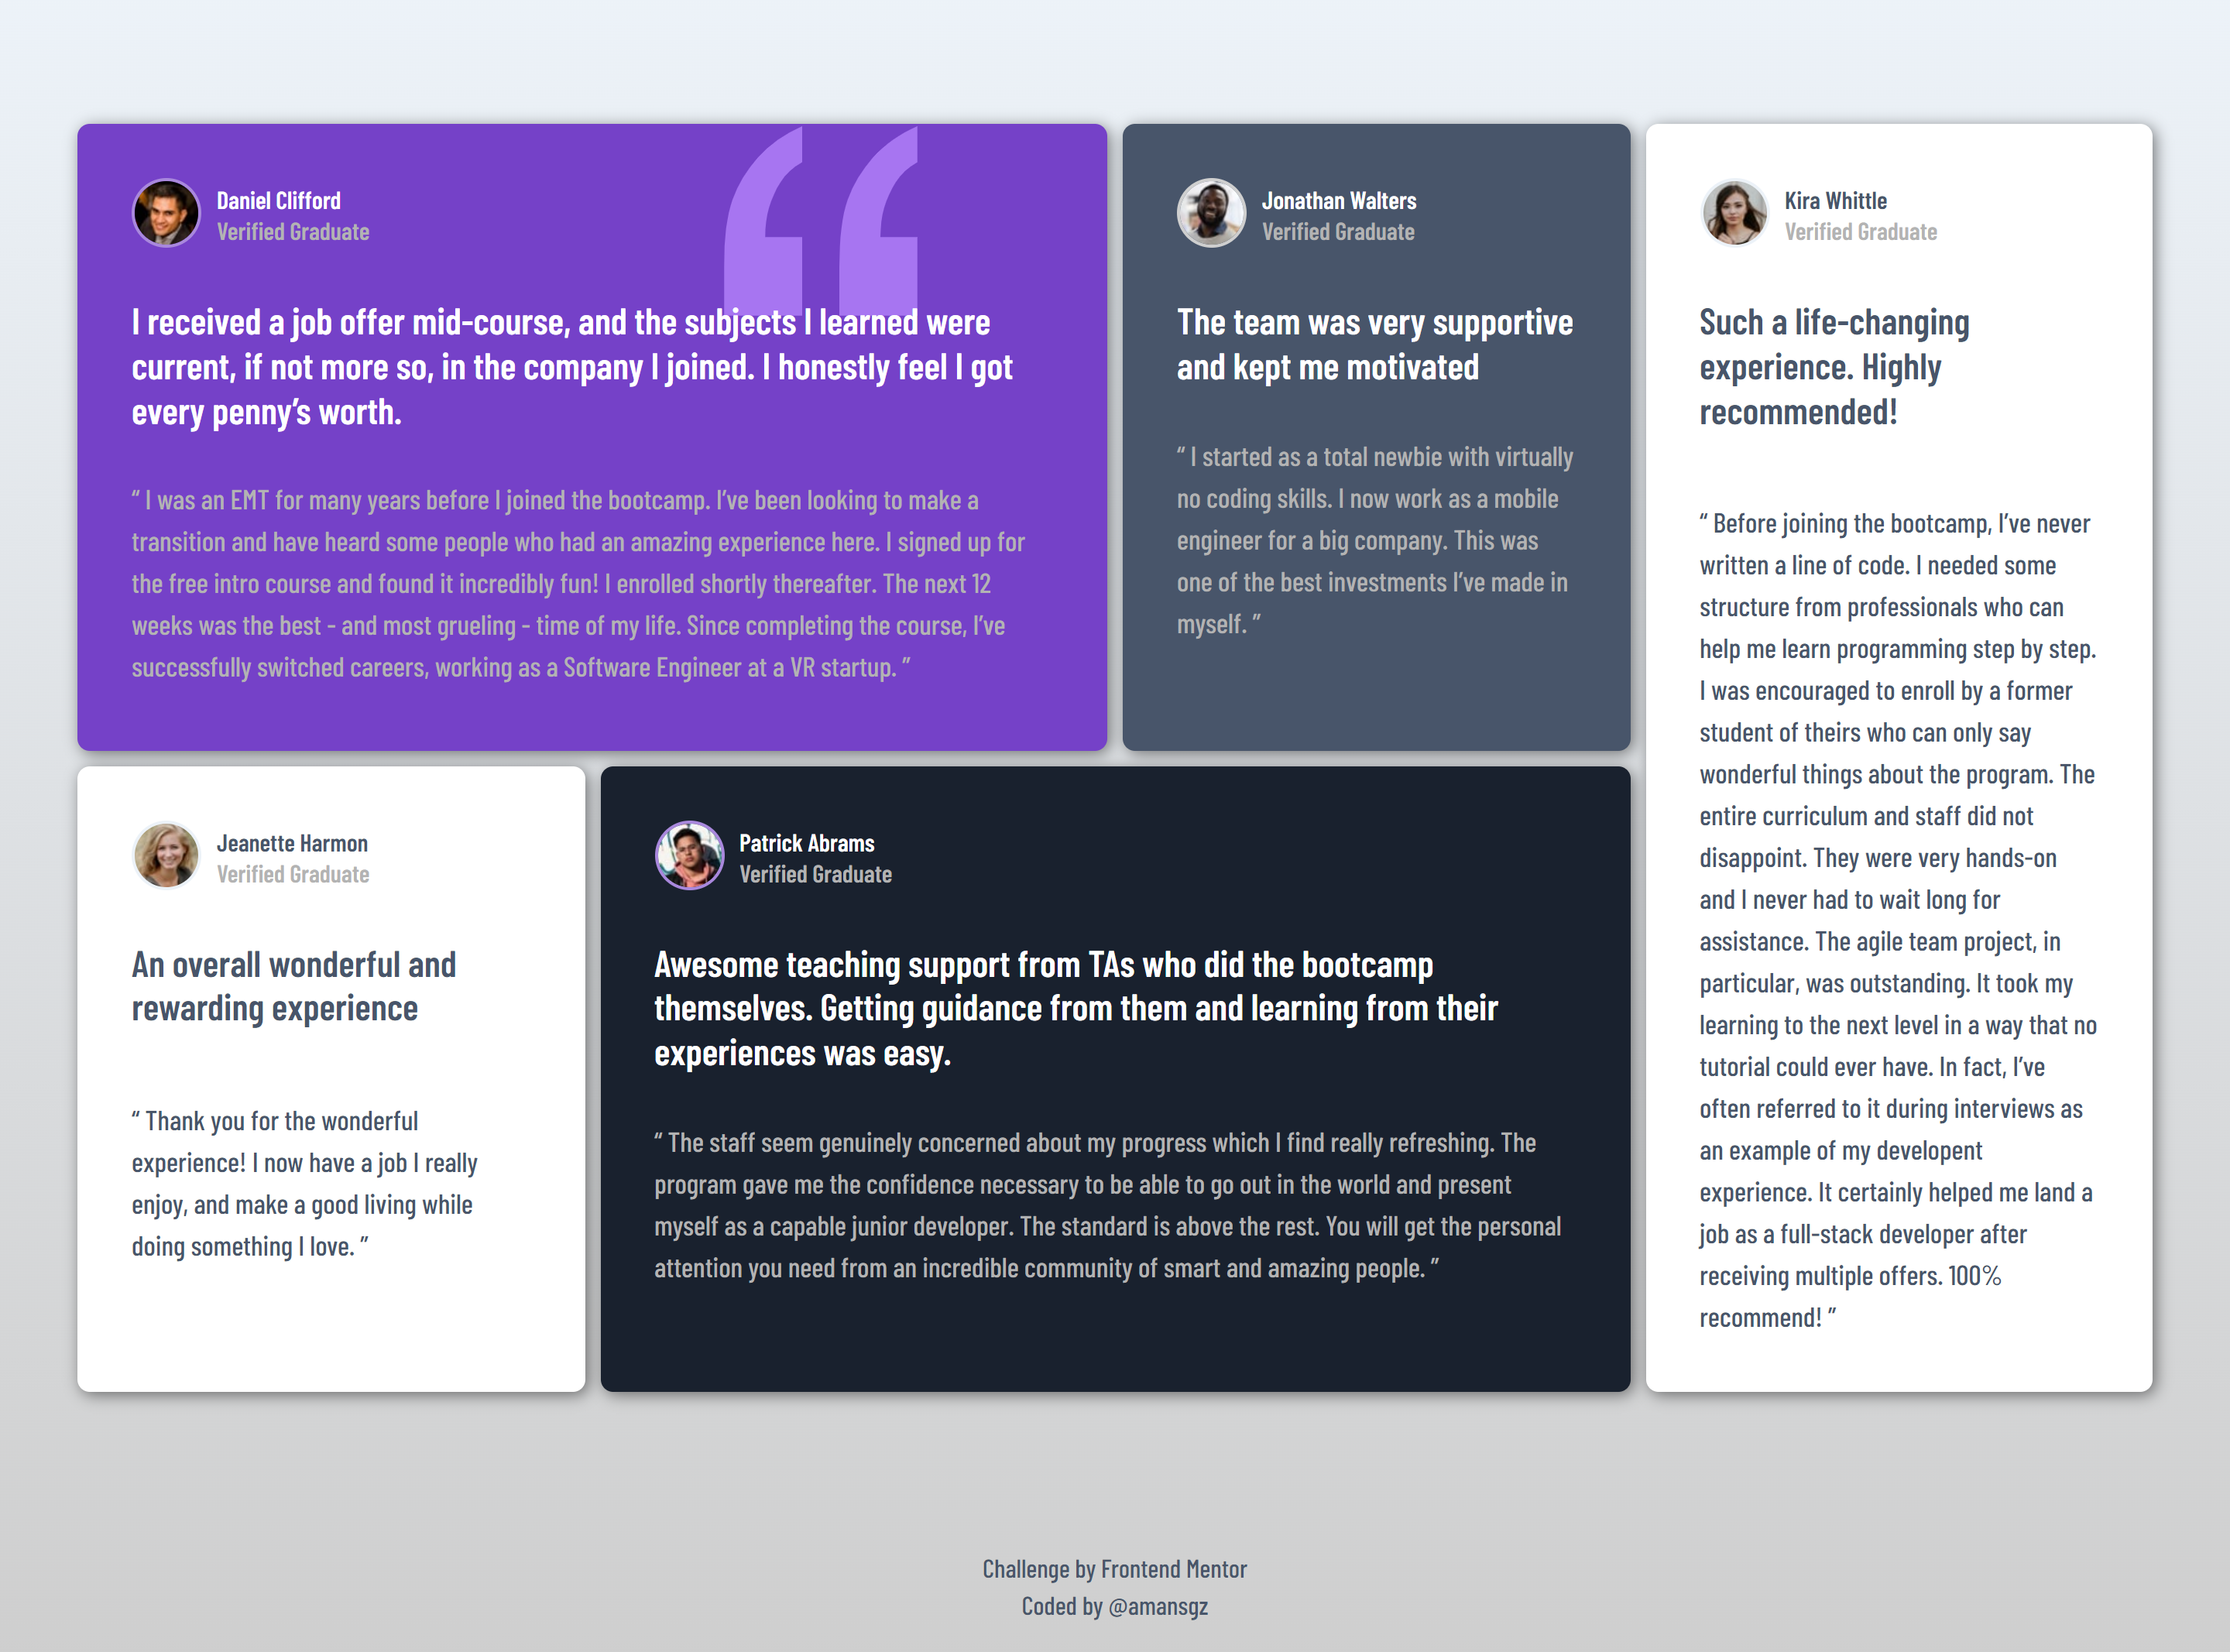 Daniel Clifford
Verified Graduate
I received a job offer mid-course, and the subjects I learned were
current, if not more so, in the company I joined. I honestly feel I got
every penny’s worth.
“ I was an EMT for many years before I joined the bootcamp. I’ve been looking to make a
transition and have heard some people who had an amazing experience here. I signed up for
the free intro course and found it incredibly fun! I enrolled shortly thereafter. The next 12
weeks was the best - and most grueling - time of my life. Since completing the course, I’ve
successfully switched careers, working as a Software Engineer at a VR startup. ”
Jonathan Walters
Verified Graduate
The team was very supportive
and kept me motivated
“ I started as a total newbie with virtually
no coding skills. I now work as a mobile
engineer for a big company. This was
one of the best investments I’ve made in
myself. ”
Kira Whittle
Verified Graduate
Such a life-changing
experience. Highly
recommended!
“ Before joining the bootcamp, I’ve never
written a line of code. I needed some
structure from professionals who can
help me learn programming step by step.
I was encouraged to enroll by a former
student of theirs who can only say
wonderful things about the program. The
entire curriculum and staff did not
disappoint. They were very hands-on
and I never had to wait long for
assistance. The agile team project, in
particular, was outstanding. It took my
learning to the next level in a way that no
tutorial could ever have. In fact, I’ve
often referred to it during interviews as
an example of my developent
experience. It certainly helped me land a
job as a full-stack developer after
receiving multiple offers. 100%
recommend! ”
Jeanette Harmon
Verified Graduate
An overall wonderful and
rewarding experience
“ Thank you for the wonderful
experience! I now have a job I really
enjoy, and make a good living while
doing something I love. ”
Patrick Abrams
Verified Graduate
Awesome teaching support from TAs who did the bootcamp
themselves. Getting guidance from them and learning from their
experiences was easy.
“ The staff seem genuinely concerned about my progress which I find really refreshing. The
program gave me the confidence necessary to be able to go out in the world and present
myself as a capable junior developer. The standard is above the rest. You will get the personal
attention you need from an incredible community of smart and amazing people. ”
Challenge by Frontend Mentor
Coded by @amansgz